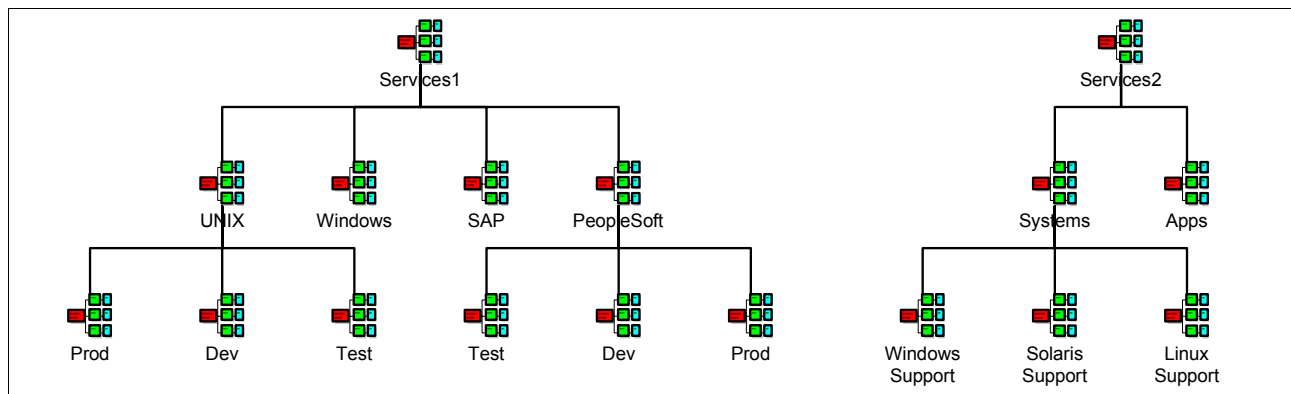 Services1
Services2
UNIX
Windows
SAP
PeopleSoft
Systems
Apps
Prod
Dev
Test
Test
Dev
Prod
Windows
Support
Solaris
Support
Linux
Support